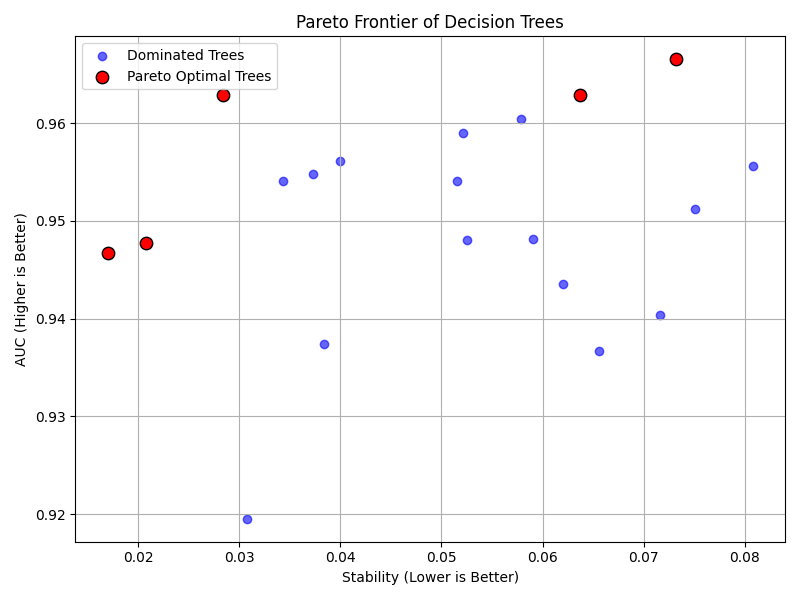 Pareto Frontier of Decision Trees
Dominated Trees
Pareto Optimal Trees
AUC (Higher is Better)
0.96
0.95
0.94
0.93
0.92
0.02 0.03 0.04 0.05 0.06 0.07 0.08
Stability (Lower is Better)